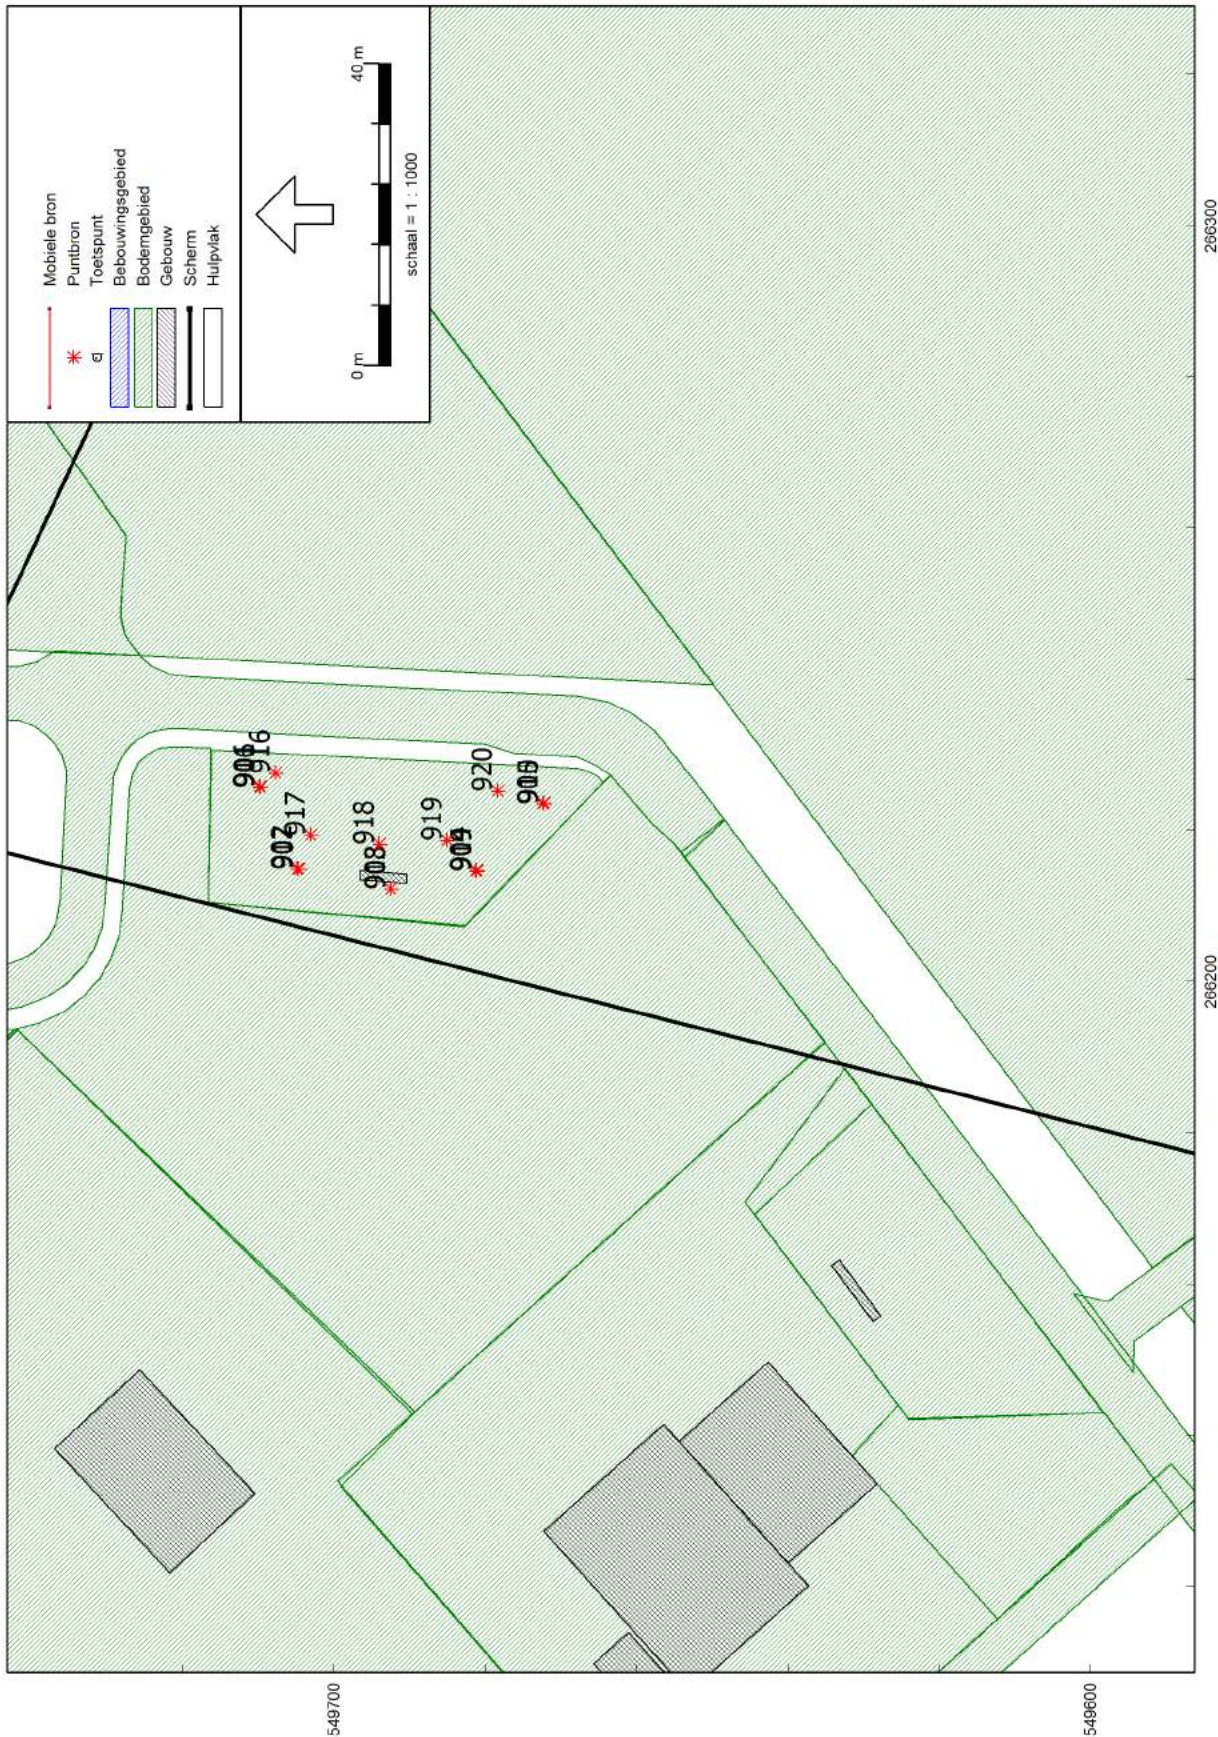 Mobiele bron
Puntbron
Toetspunt
Bebouwingsgebied
Bodemgebied
Gebouw
Scherm
Hulpvlak
0 m
40 m
schaal = 1 : 1000
916
917
918
919
920
549700
549600
266200
266300